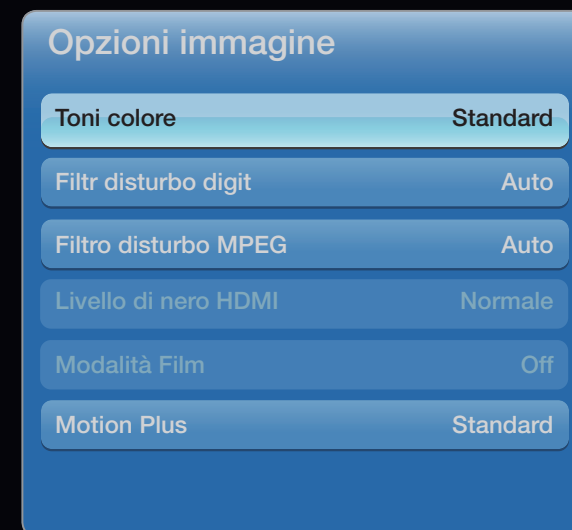 Opzioni immagine
Toni colore Standard
Filtr disturbo digit Auto
Filtro disturbo MPEG Auto
Livello di nero HDMI Normale
Modalità Film Off
Motion Plus Standard